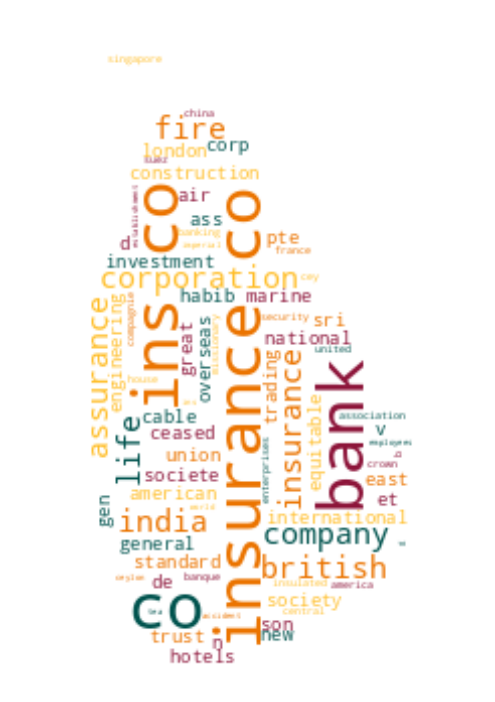 singapore
china
fire
london
corp
construction
air
establishment
ins co
insurance co
ass
banking
imperial
d
pte
france
investment
corporation
cey
habib
marine
assurance
engineering
compagnie
great
overseas
missionary
security
sri
national
united
house
trading
insurance
equitable
bank
life
cable
ceased
association
v
employees
union
enterprises
crown
societe
east
american
et
gen
world
india
international
general
company
w
standard
british
ceylon
de
banque
insulated
america
co
tea
society
accident
central
trust
son
new
n
hotels